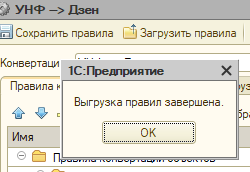 УНФ —> Дзен
Сохранить правила Загрузить правила
Конвертаци
1С:Предприятие
Правила к
Выгрузка правил завершена.
OK
Имя
Правила конвертации объектов